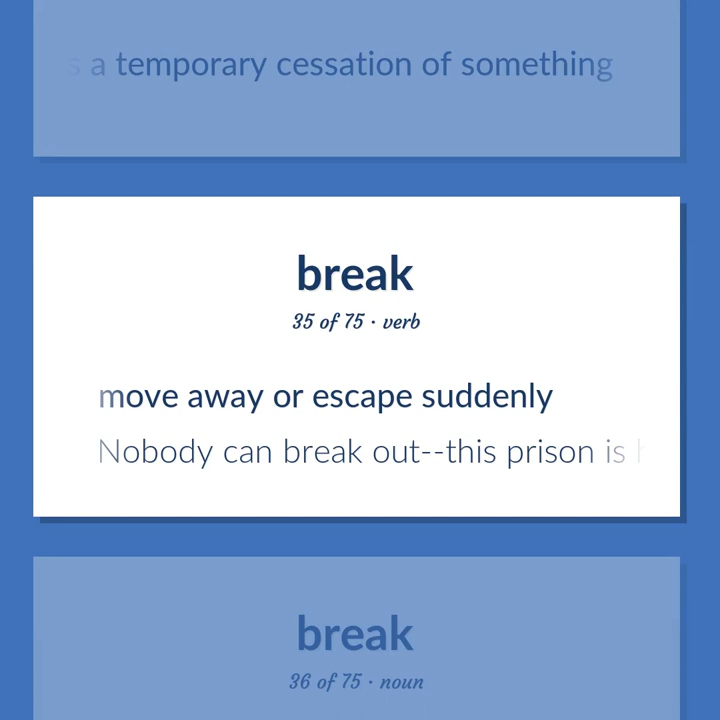 a temporary cessation of something
break
35 of 75 · verb
move away or escape suddenly
Nobody can break out--this prison is
break
36 of 75 · noun